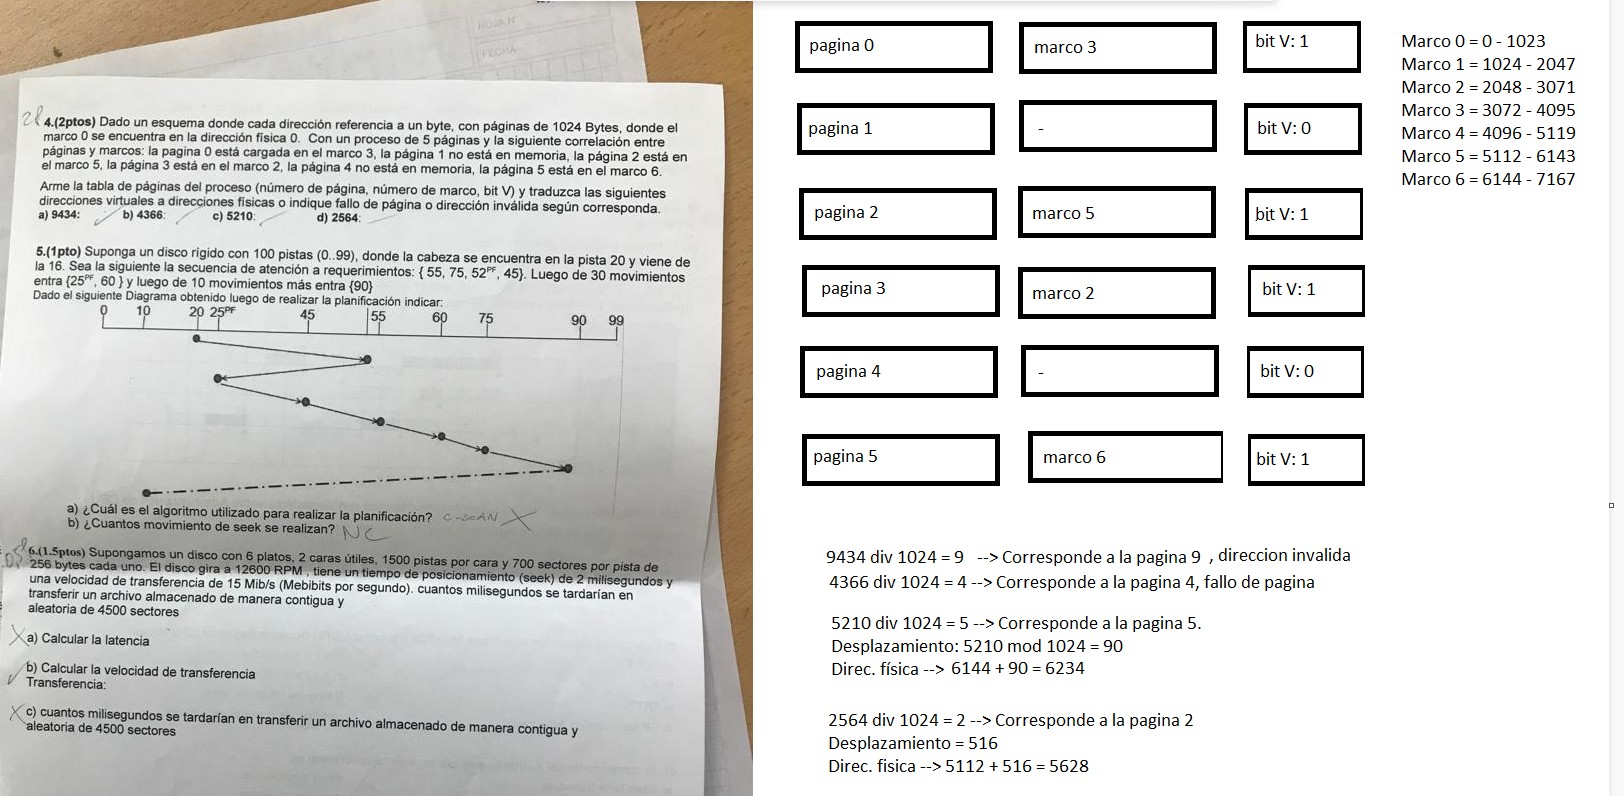 HOJA Nº
FECHA
4.(2ptos) Dado un esquema donde cada dirección referencia a un byte, con páginas de 1024 Bytes, donde el
marco 0 se encuentra en la dirección física 0. Con un proceso de 5 páginas y la siguiente correlación entre
páginas y marcos: la pagina 0 está cargada en el marco 3, la página 1 no está en memoria, la página 2 está en
el marco 5, la página 3 está en el marco 2, la página 4 no está en memoria, la página 5 está en el marco 6.
Arme la tabla de páginas del proceso (número de página, número de marco, bit V) y traduzca las siguientes
direcciones virtuales a direcciones físicas o indique fallo de página o dirección inválida según corresponda.
a) 9434: b) 4366: c) 5210: d) 2564:
5.(1pto) Suponga un disco rigido con 100 pistas (0..99), donde la cabeza se encuentra en la pista 20 y viene de
la 16. Sea la siguiente la secuencia de atención a requerimientos: { 55, 75, 52ᴾᶠ, 45}. Luego de 30 movimientos
entra {25ᴾᶠ, 60 } y luego de 10 movimientos más entra {90}
Dado el siguiente Diagrama obtenido luego de realizar la planificación indicar:
0 10 20 25ᴾᶠ 45 55 60 75 90 99
a) ¿Cuál es el algoritmo utilizado para realizar la planificación? C-SCAN
b) ¿Cuantos movimiento de seek se realizan? NC
6.(1.5ptos) Supongamos un disco con 6 platos, 2 caras útiles, 1500 pistas por cara y 700 sectores por pista de
256 bytes cada uno. El disco gira a 12600 RPM , tiene un tiempo de posicionamiento (seek) de 2 milisegundos y
una velocidad de transferencia de 15 Mib/s (Mebibits por segundo). cuantos milisegundos se tardarían en
transferir un archivo almacenado de manera contigua y
aleatoria de 4500 sectores
a) Calcular la latencia
b) Calcular la velocidad de transferencia
Transferencia:
c) cuantos milisegundos se tardarían en transferir un archivo almacenado de manera contigua y
aleatoria de 4500 sectores
pagina 0 marco 3 bit V: 1
pagina 1 - bit V: 0
pagina 2 marco 5 bit V: 1
pagina 3 marco 2 bit V: 1
pagina 4 - bit V: 0
pagina 5 marco 6 bit V: 1
Marco 0 = 0 - 1023
Marco 1 = 1024 - 2047
Marco 2 = 2048 - 3071
Marco 3 = 3072 - 4095
Marco 4 = 4096 - 5119
Marco 5 = 5112 - 6143
Marco 6 = 6144 - 7167
9434 div 1024 = 9 --> Corresponde a la pagina 9 , direccion invalida
4366 div 1024 = 4 --> Corresponde a la pagina 4, fallo de pagina
5210 div 1024 = 5 --> Corresponde a la pagina 5.
Desplazamiento: 5210 mod 1024 = 90
Direc. física --> 6144 + 90 = 6234
2564 div 1024 = 2 --> Corresponde a la pagina 2
Desplazamiento = 516
Direc. fisica --> 5112 + 516 = 5628